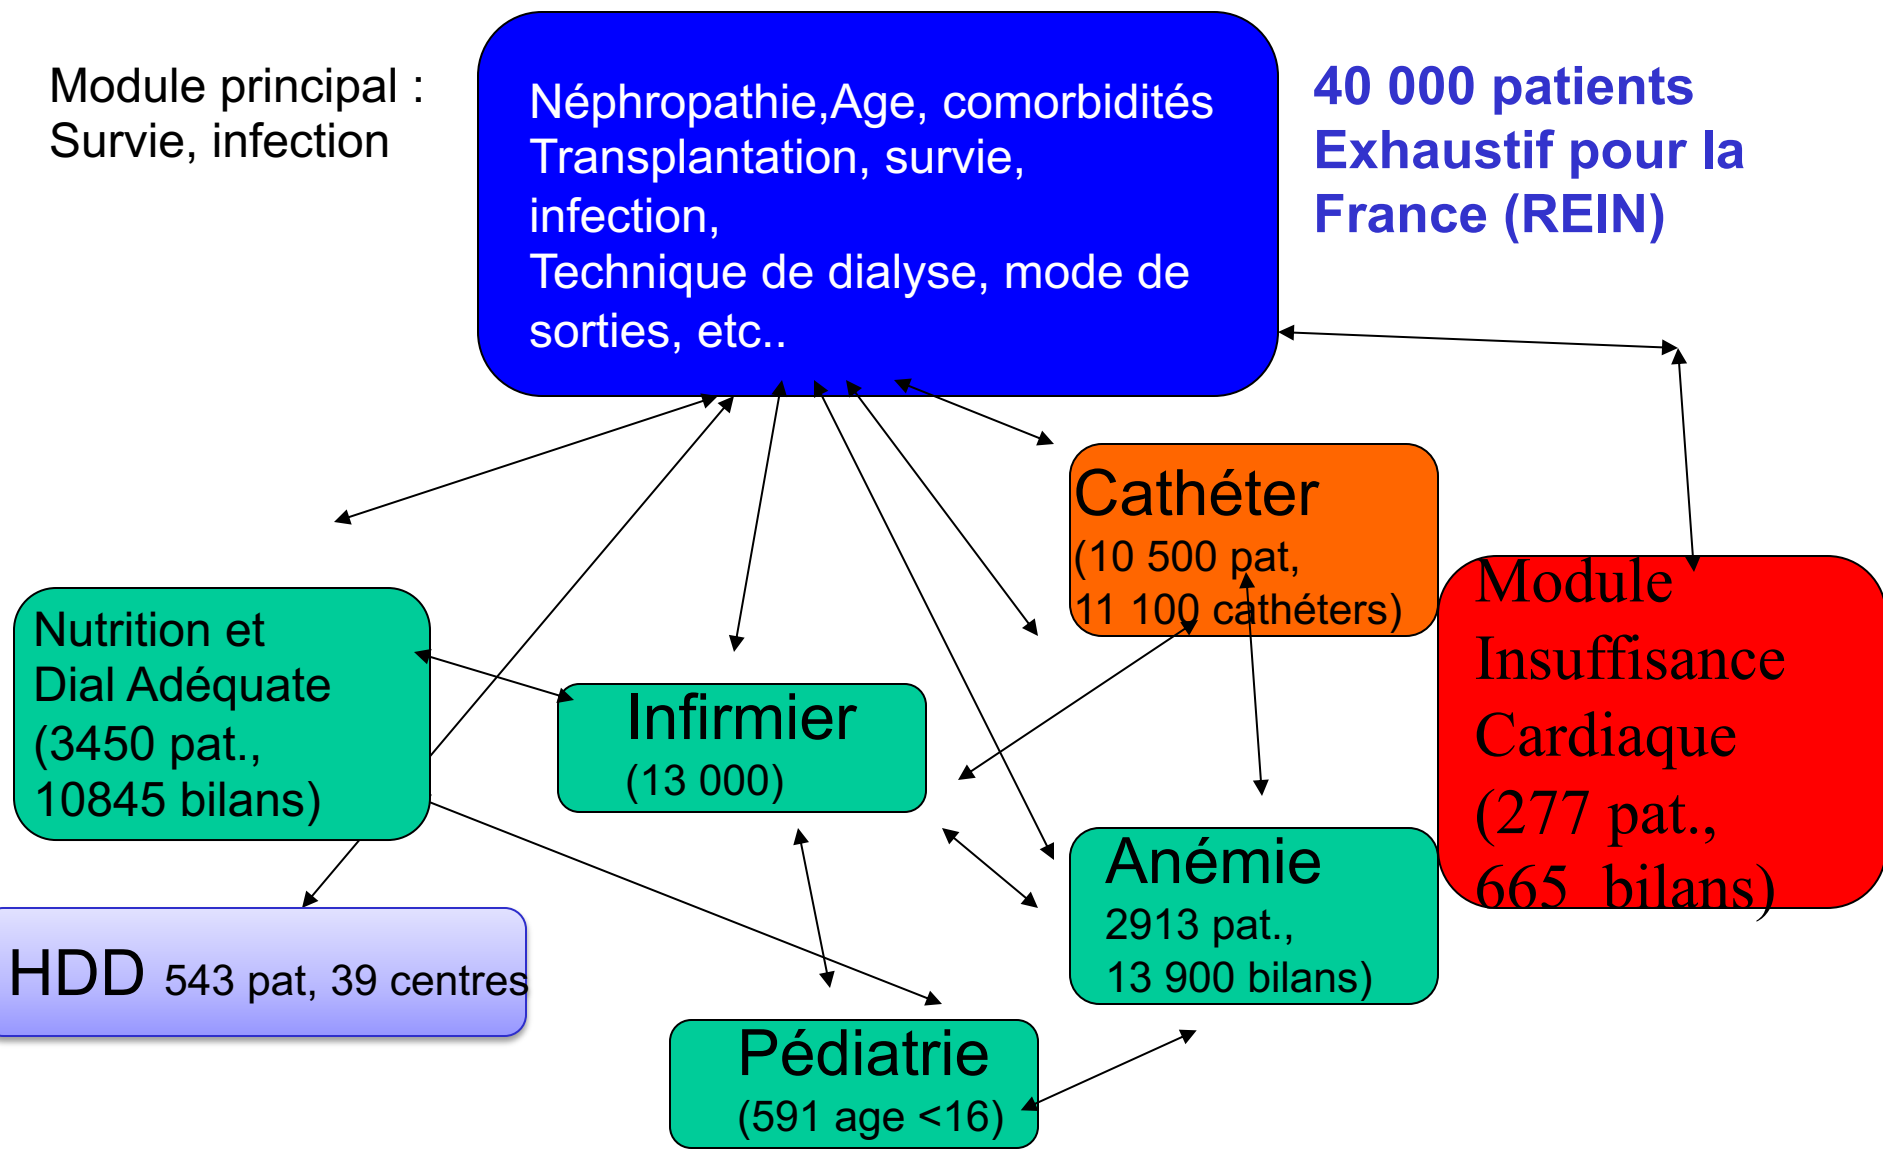 Module principal :
Survie, infection
Néphropathie,Age, comorbidités
Transplantation, survie,
infection,
Technique de dialyse, mode de
sorties, etc..
40 000 patients
Exhaustif pour la
France (REIN)
Cathéter
(10 500 pat,
11 100 cathéters)
Module
Insuffisance
Cardiaque
(277 pat.,
665 bilans)
Nutrition et
Dial Adéquate
(3450 pat.,
10845 bilans)
Infirmier
(13 000)
Anémie
2913 pat.,
13 900 bilans)
HDD 543 pat, 39 centres
Pédiatrie
(591 age <16)